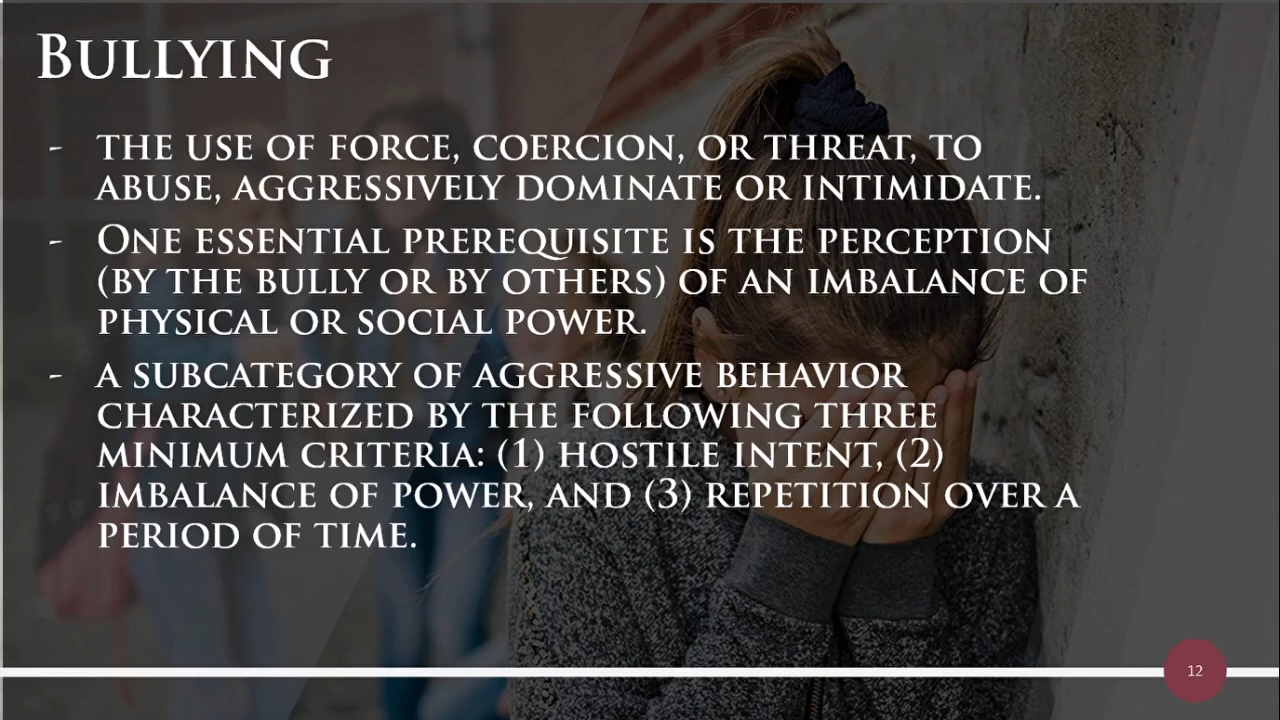 Bullying
- the use of force, coercion, or threat, to
abuse, aggressively dominate or intimidate.
- One essential prerequisite is the perception
(by the bully or by others) of an imbalance of
physical or social power.
- a subcategory of aggressive behavior
characterized by the following three
minimum criteria: (1) hostile intent, (2)
imbalance of power, and (3) repetition over a
period of time.
12